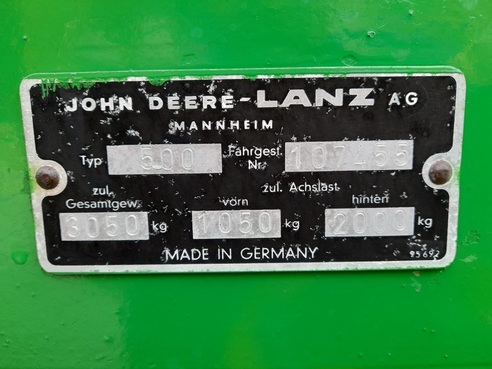 JOHN DEERE-LANZ AG
MANNHEIM
Typ 500 Fahrgest. Nr.
zul. Gesamtgew. 3050 kg
zul. Achslast
vorn 1050 kg
hinten 2000 kg
MADE IN GERMANY